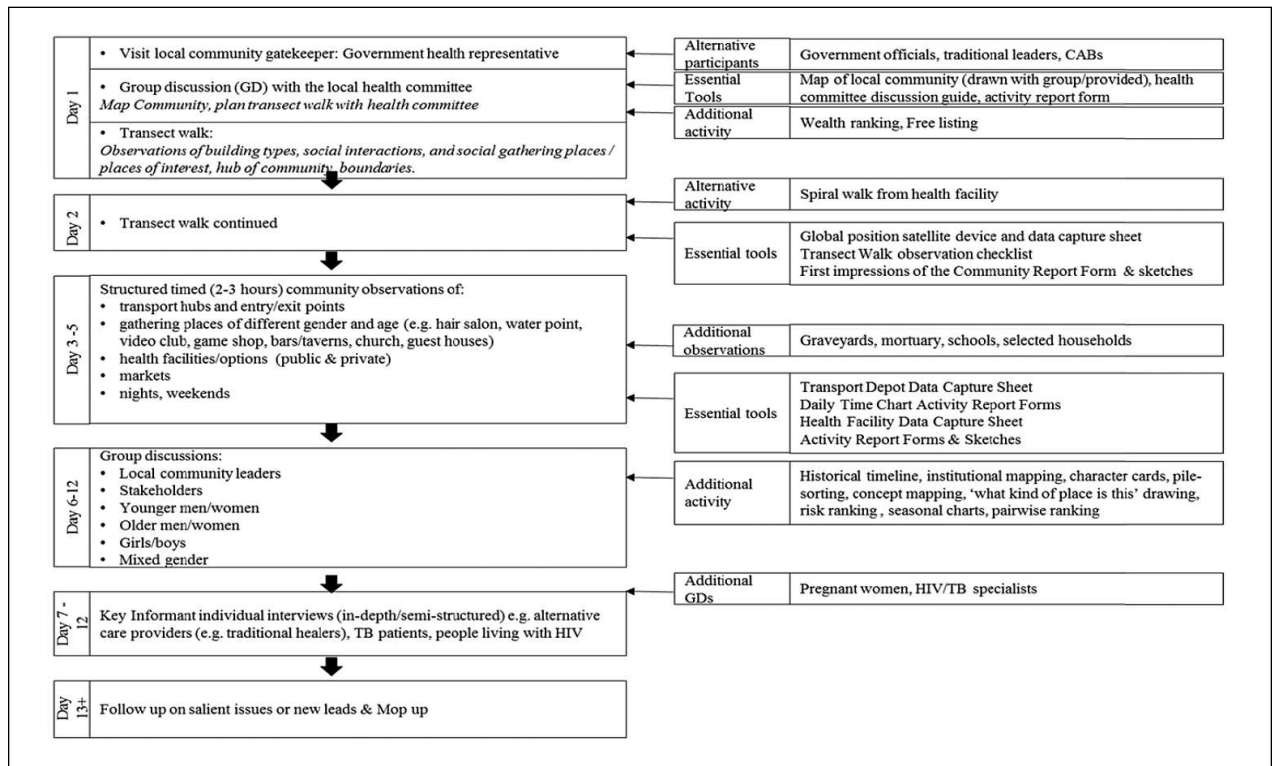 Day 1
• Visit local community gatekeeper: Government health representative
• Group discussion (GD) with the local health committee
Map Community, plan transect walk with health committee
• Transect walk:
Observations of building types, social interactions, and social gathering places /
places of interest, hub of community, boundaries.
Alternative
participants
Government officials, traditional leaders, CABs
Essential
Tools
Map of local community (drawn with group/provided), health
committee discussion guide, activity report form
Additional
activity
Wealth ranking, Free listing
Day 2
• Transect walk continued
Alternative
activity
Spiral walk from health facility
Essential tools
Global position satellite device and data capture sheet
Transect Walk observation checklist
First impressions of the Community Report Form & sketches
Day 3 -5
Structured timed (2-3 hours) community observations of:
• transport hubs and entry/exit points
• gathering places of different gender and age (e.g. hair salon, water point,
video club, game shop, bars/taverns, church, guest houses)
• health facilities/options (public & private)
• markets
• nights, weekends
Additional
observations
Graveyards, mortuary, schools, selected households
Essential tools
Transport Depot Data Capture Sheet
Daily Time Chart Activity Report Forms
Health Facility Data Capture Sheet
Activity Report Forms & Sketches
Day 6-12
Group discussions:
• Local community leaders
• Stakeholders
• Younger men/women
• Older men/women
• Girls/boys
• Mixed gender
Additional
activity
Historical timeline, institutional mapping, character cards, pile-
sorting, concept mapping, ‘what kind of place is this’ drawing,
risk ranking , seasonal charts, pairwise ranking
Additional
GDs
Pregnant women, HIV/TB specialists
Day 7 -
12
Key Informant individual interviews (in-depth/semi-structured) e.g. alternative
care providers (e.g. traditional healers), TB patients, people living with HIV
Day
13+
Follow up on salient issues or new leads & Mop up